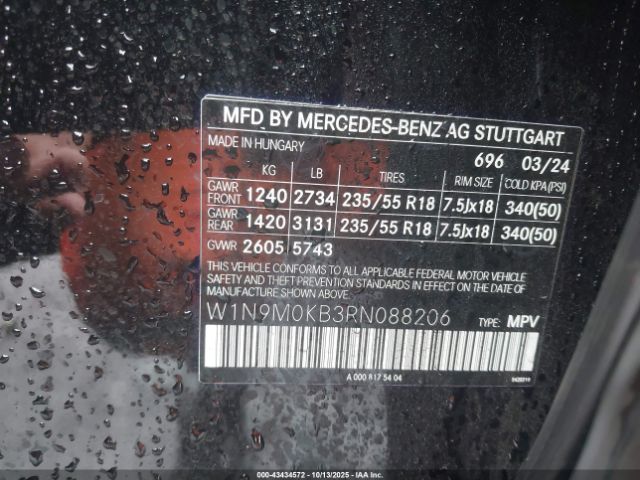 MFD BY MERCEDES-BENZ AG STUTTGART
MADE IN HUNGARY 696 03/24
KG LB TIRES RIM SIZE COLD KPA (PSI)
GAWR FRONT 1240 2734 235/55 R18 7.5Jx18 340(50)
GAWR REAR 1420 3131 235/55 R18 7.5Jx18 340(50)
GVWR 2605 5743
THIS VEHICLE CONFORMS TO ALL APPLICABLE FEDERAL MOTOR VEHICLE
SAFETY AND THEFT PREVENTION STANDARDS IN EFFECT ON THE DATE
OF MANUFACTURE SHOWN ABOVE.
W1N9M0KB3RN088206 TYPE: MPV
A 000 817 54 04
© IAA 0-43434572 | 10/13/2025 - IAAI.com